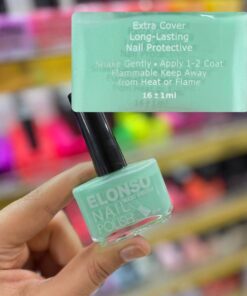 Extra Cover
Long-Lasting
Nail Protective
Shake Gently • Apply 1-2 Coat
Flammable Keep Away
from Heat or Flame
16 ± 1ml
ELONSO
NAIL
POLISH